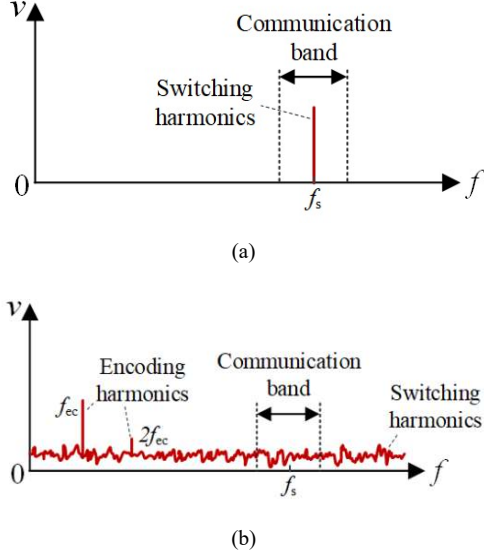 v
Communication
band
Switching
harmonics
0
fs
f
(a)
v
Encoding
harmonics
Communication
band
Switching
harmonics
fec
2fec
0
fs
f
(b)